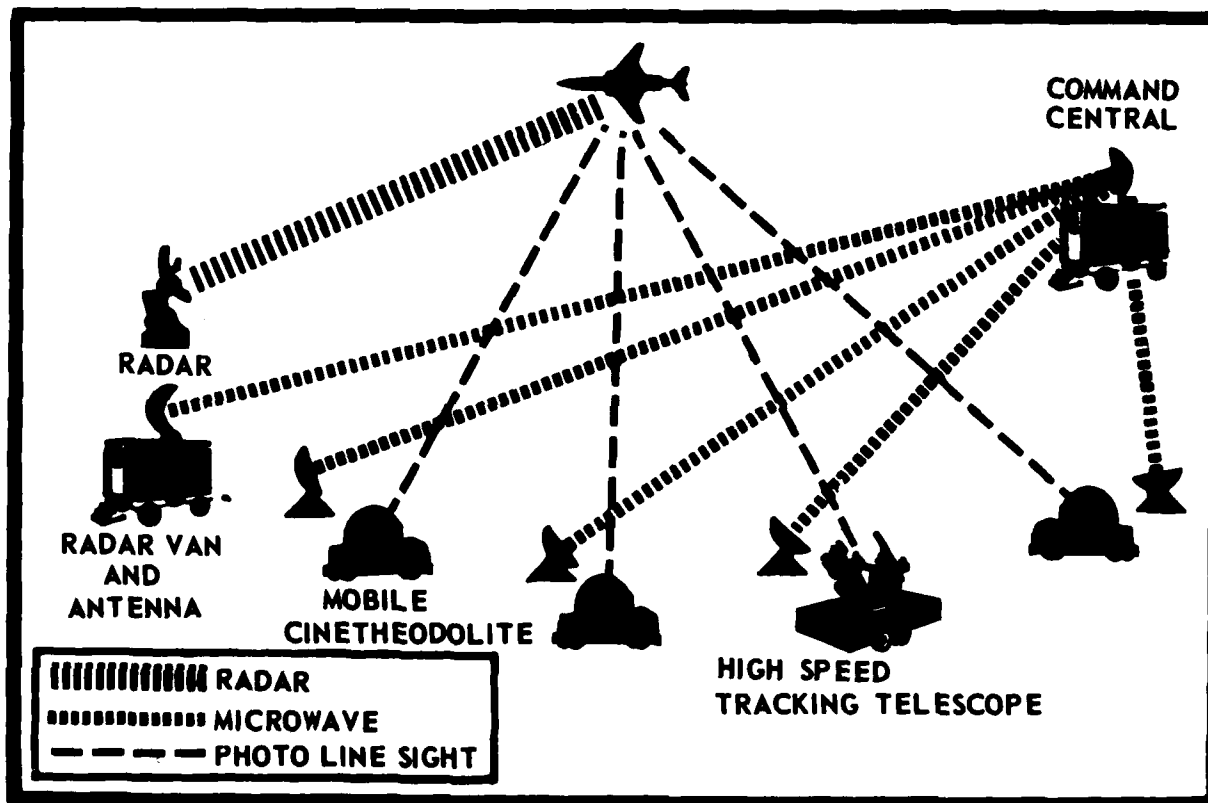 COMMAND
CENTRAL
RADAR
RADAR VAN
AND
ANTENNA
MOBILE
CINETHEODOLITE
HIGH SPEED
TRACKING TELESCOPE
RADAR
MICROWAVE
PHOTO LINE SIGHT